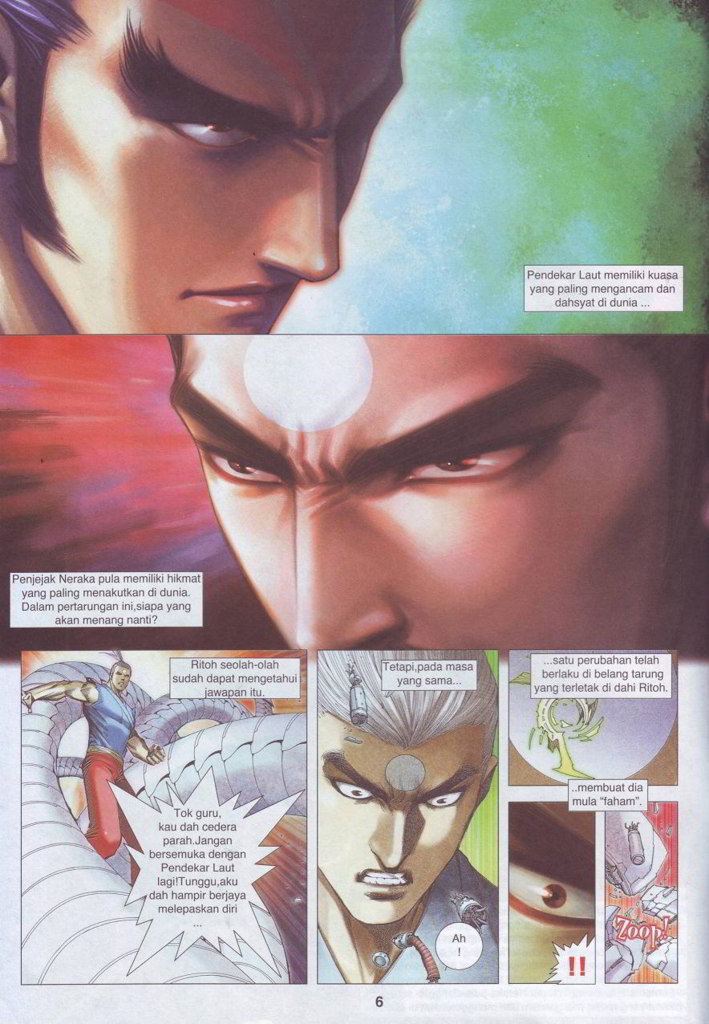 Pendekar Laut memiliki kuasa
yang paling mengancam dan
dahsyat di dunia ...
Penjejak Neraka pula memiliki hikmat
yang paling menakutkan di dunia.
Dalam pertarungan ini,siapa yang
akan menang nanti?
Ritoh seolah-olah
sudah dapat mengetahui
jawapan itu.
Tok guru,
kau dah cedera
parah.Jangan
bersemuka dengan
Pendekar Laut
lagi!Tunggu,aku
dah hampir berjaya
melepaskan diri
...
Tetapi,pada masa
yang sama...
Ah
!
...satu perubahan telah
berlaku di belang tarung
yang terletak di dahi Ritoh.
..membuat dia
mula "faham".
!!
Zoop!
6